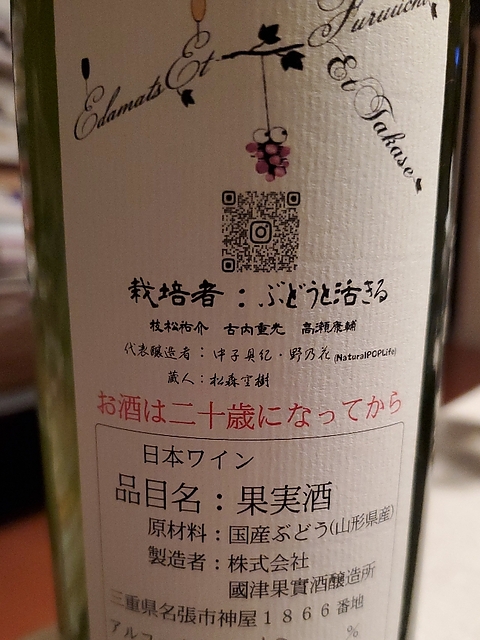 Edamats Et
Furuuchi
Et Takase
栽培者：ぶどうと活きる
枝松祐介 古内重光 高瀬康輔
代表醸造者：中子具紀・野乃花(NaturalPOPLife)
蔵人：松森宏樹
お酒は二十歳になってから
日本ワイン
品目名：果実酒
原材料：国産ぶどう(山形県産)
製造者：株式会社
國津果實酒醸造所
三重県名張市神屋1866番地
%